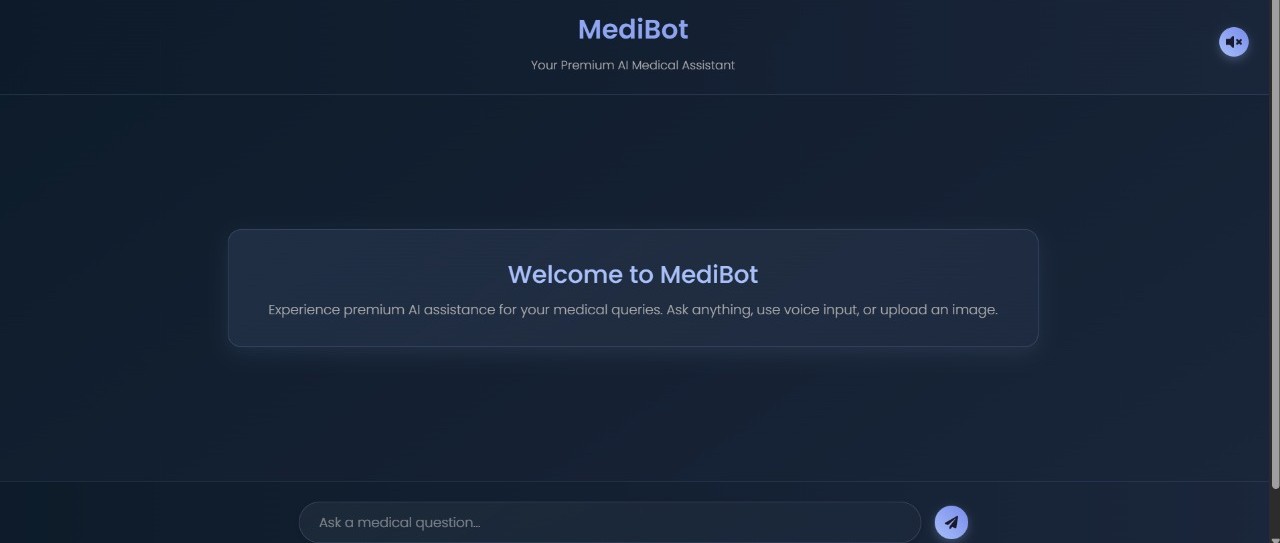 MediBot
Your Premium AI Medical Assistant
Welcome to MediBot
Experience premium AI assistance for your medical queries. Ask anything, use voice input, or upload an image.
Ask a medical question...